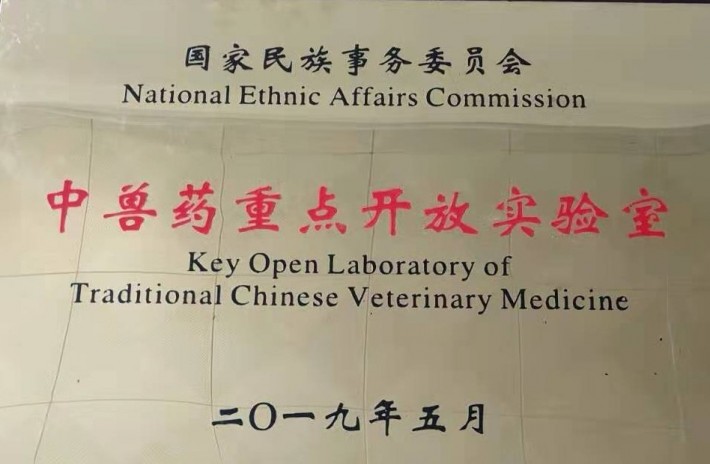 国家民族事务委员会
National Ethnic Affairs Commission
中兽药重点开放实验室
Key Open Laboratory of
Traditional Chinese Veterinary Medicine
二〇一九年五月